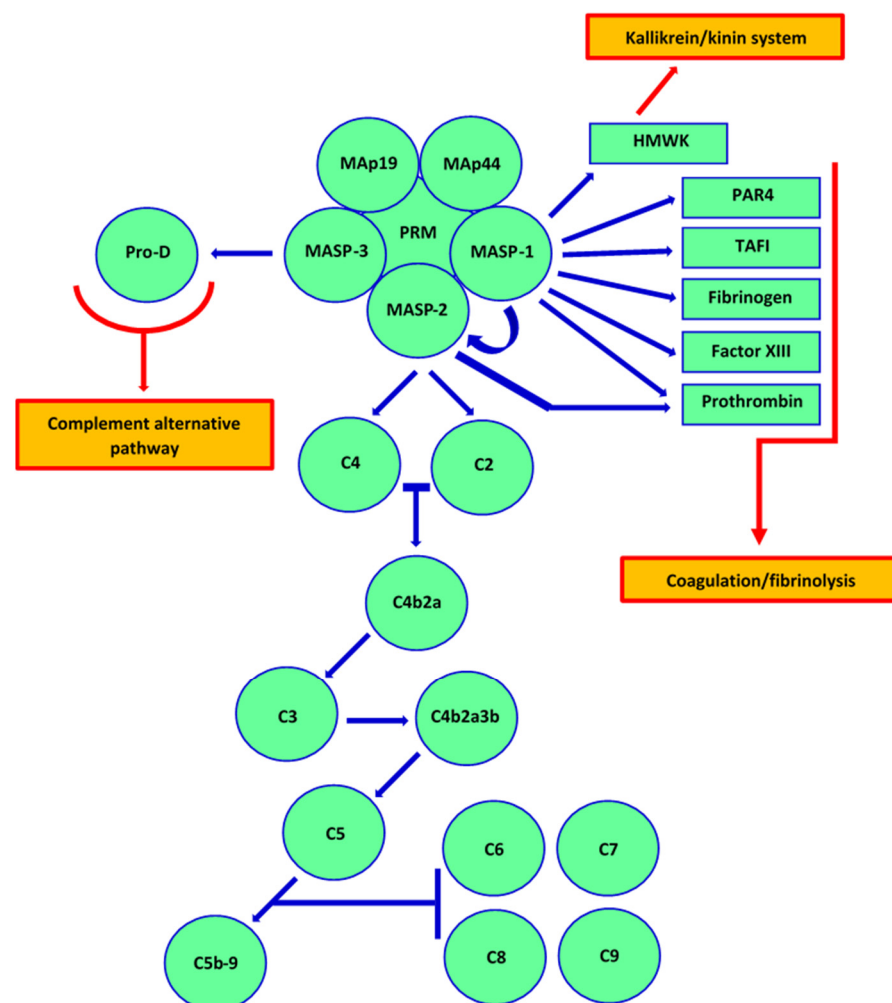 Kallikrein/kinin system
HMWK
MAp19
MAp44
PAR4
PRM
Pro-D
MASP-3
MASP-1
TAFI
MASP-2
Fibrinogen
Factor XIII
Prothrombin
Complement alternative
pathway
C4
C2
Coagulation/fibrinolysis
C4b2a
C3
C4b2a3b
C5
C6
C7
C5b-9
C8
C9